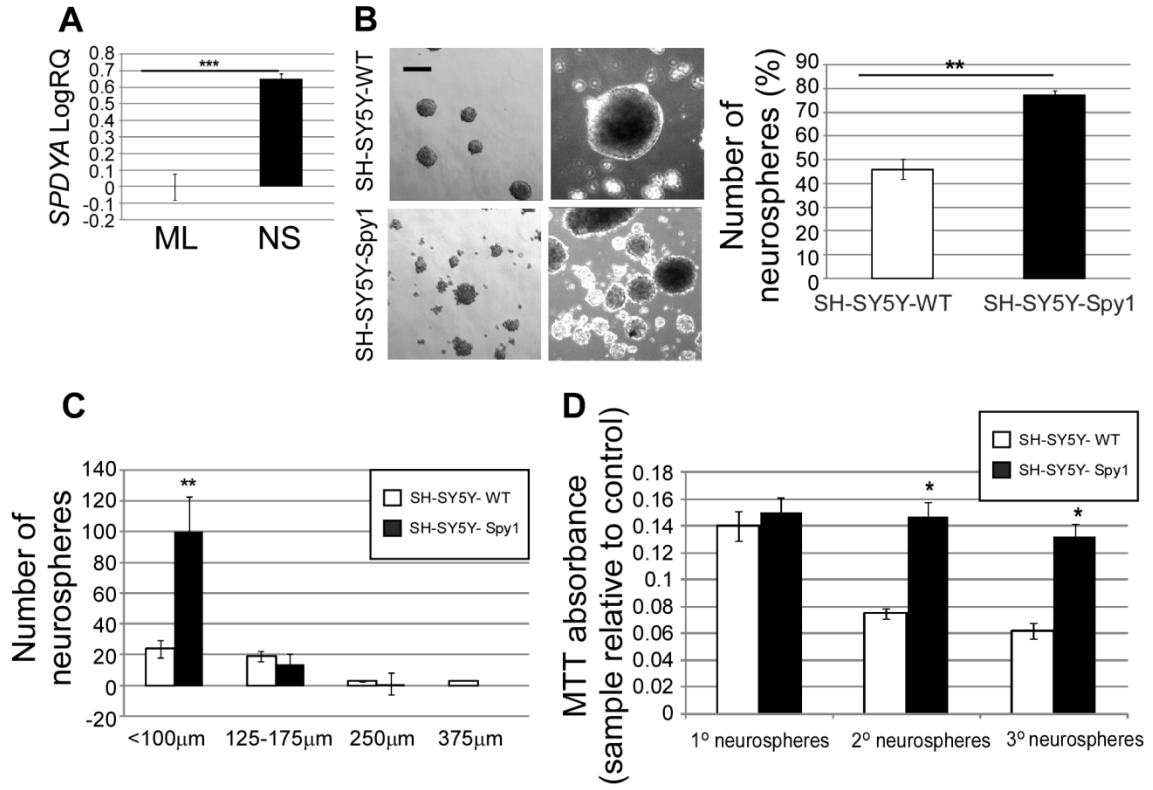 A
SPDYA LogRQ
0.8
0.7
0.6
0.5
0.4
0.3
0.2
0.1
0
-0.1
-0.2
***
ML NS
B
SH-SY5Y-WT
SH-SY5Y-Spy1
Number of
neurospheres (%)
90
80
70
60
50
40
30
20
10
0
**
SH-SY5Y-WT SH-SY5Y-Spy1
C
Number of
neurospheres
140
120
100
80
60
40
20
0
-20
**
SH-SY5Y- WT
SH-SY5Y- Spy1
<100µm 125-175µm 250µm 375µm
D
MTT absorbance
(sample relative to control)
0.18
0.16
0.14
0.12
0.1
0.08
0.06
0.04
0.02
0
*
*
SH-SY5Y- WT
SH-SY5Y- Spy1
1º neurospheres 2º neurospheres 3º neurospheres